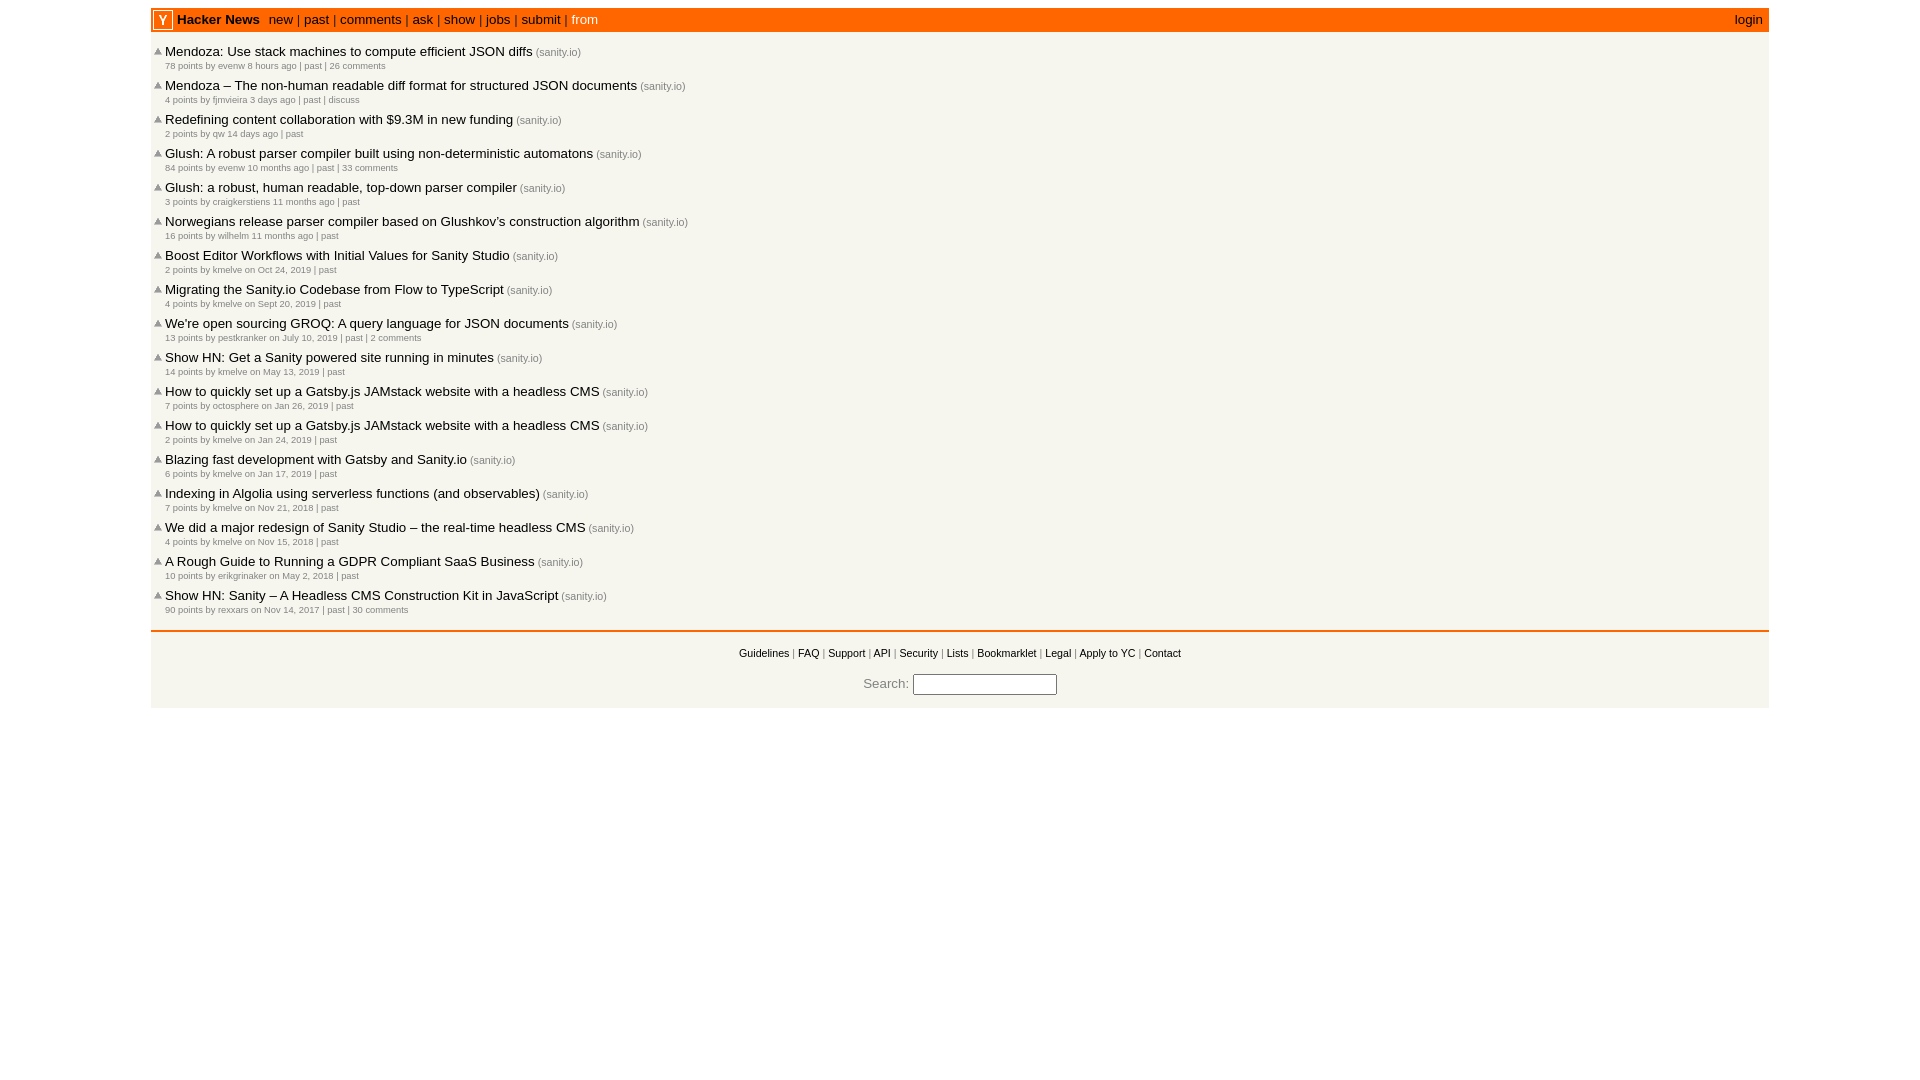 Y Hacker News new | past | comments | ask | show | jobs | submit | from login
Mendoza: Use stack machines to compute efficient JSON diffs (sanity.io)
78 points by evenw 8 hours ago | past | 26 comments
Mendoza – The non-human readable diff format for structured JSON documents (sanity.io)
4 points by fjmvieira 3 days ago | past | discuss
Redefining content collaboration with $9.3M in new funding (sanity.io)
2 points by qw 14 days ago | past
Glush: A robust parser compiler built using non-deterministic automatons (sanity.io)
84 points by evenw 10 months ago | past | 33 comments
Glush: a robust, human readable, top-down parser compiler (sanity.io)
3 points by craigkerstiens 11 months ago | past
Norwegians release parser compiler based on Glushkov’s construction algorithm (sanity.io)
16 points by wilhelm 11 months ago | past
Boost Editor Workflows with Initial Values for Sanity Studio (sanity.io)
2 points by kmelve on Oct 24, 2019 | past
Migrating the Sanity.io Codebase from Flow to TypeScript (sanity.io)
4 points by kmelve on Sept 20, 2019 | past
We're open sourcing GROQ: A query language for JSON documents (sanity.io)
13 points by pestkranker on July 10, 2019 | past | 2 comments
Show HN: Get a Sanity powered site running in minutes (sanity.io)
14 points by kmelve on May 13, 2019 | past
How to quickly set up a Gatsby.js JAMstack website with a headless CMS (sanity.io)
7 points by octosphere on Jan 26, 2019 | past
How to quickly set up a Gatsby.js JAMstack website with a headless CMS (sanity.io)
2 points by kmelve on Jan 24, 2019 | past
Blazing fast development with Gatsby and Sanity.io (sanity.io)
6 points by kmelve on Jan 17, 2019 | past
Indexing in Algolia using serverless functions (and observables) (sanity.io)
7 points by kmelve on Nov 21, 2018 | past
We did a major redesign of Sanity Studio – the real-time headless CMS (sanity.io)
4 points by kmelve on Nov 15, 2018 | past
A Rough Guide to Running a GDPR Compliant SaaS Business (sanity.io)
10 points by erikgrinaker on May 2, 2018 | past
Show HN: Sanity – A Headless CMS Construction Kit in JavaScript (sanity.io)
90 points by rexxars on Nov 14, 2017 | past | 30 comments
Guidelines | FAQ | Support | API | Security | Lists | Bookmarklet | Legal | Apply to YC | Contact
Search: